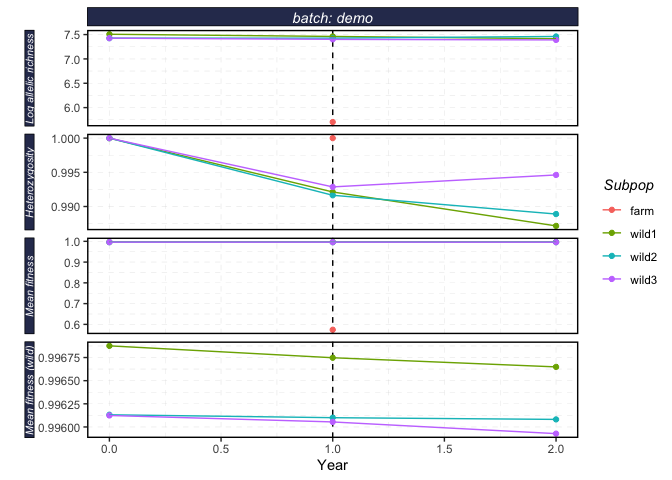 batch: demo
Log allelic richness
7.5
7.0
6.5
6.0
Heterozygosity
1.000
0.995
0.990
Mean fitness
1.0
0.9
0.8
0.7
0.6
Mean fitness (wild)
0.99675
0.99650
0.99625
0.99600
0.0
0.5
1.0
1.5
2.0
Year
Subpop
farm
wild1
wild2
wild3